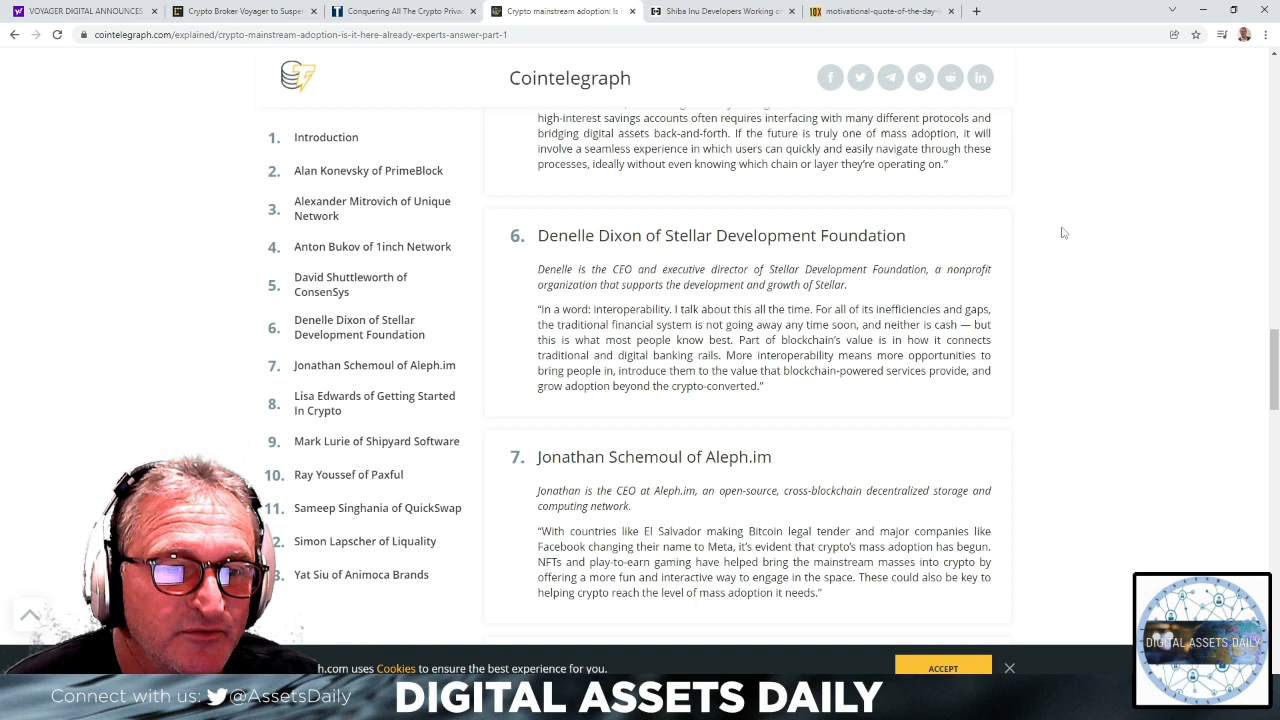 VOYAGER DIGITAL ANNOUNCES
Crypto Broker Voyager to Suspen
Conquering The Crypto Privac
Crypto mainstream adoption is
Shiba Inu Developer Embroiled
motivational-quote-of-the-day-
cointelegraph.com/explained/crypto-mainstream-adoption-is-it-here-already-experts-answer-part-1
Cointelegraph
1. Introduction
2. Alan Konevsky of PrimeBlock
3. Alexander Mitrovich of Unique
Network
4. Anton Bukov of 1inch Network
5. David Shuttleworth of
ConsenSys
6. Denelle Dixon of Stellar
Development Foundation
7. Jonathan Schemoul of Aleph.im
8. Lisa Edwards of Getting Started
In Crypto
9. Mark Lurie of Shipyard Software
10. Ray Youssef of Paxful
11. Sameep Singhania of QuickSwap
2. Simon Lapscher of Liquality
3. Yat Siu of Animoca Brands
high-interest savings accounts often requires interfacing with many different protocols and
bridging digital assets back-and-forth. If the future is truly one of mass adoption, it will
involve a seamless experience in which users can quickly and easily navigate through these
processes, ideally without even knowing which chain or layer they’re operating on.”
6. Denelle Dixon of Stellar Development Foundation
Denelle is the CEO and executive director of Stellar Development Foundation, a nonprofit
organization that supports the development and growth of Stellar.
“In a word: interoperability. I talk about this all the time. For all of its inefficiencies and gaps,
the traditional financial system is not going away any time soon, and neither is cash — but
this is what most people know best. Part of blockchain’s value is in how it connects
traditional and digital banking rails. More interoperability means more opportunities to
bring people in, introduce them to the value that blockchain-powered services provide, and
grow adoption beyond the crypto-converted.”
7. Jonathan Schemoul of Aleph.im
Jonathan is the CEO at Aleph.im, an open-source, cross-blockchain decentralized storage and
computing network.
“With countries like El Salvador making Bitcoin legal tender and major companies like
Facebook changing their name to Meta, it’s evident that crypto’s mass adoption has begun.
NFTs and play-to-earn gaming have helped bring the mainstream masses into crypto by
offering a more fun and interactive way to engage in the space. These could also be key to
helping crypto reach the level of mass adoption it needs.”
h.com uses Cookies to ensure the best experience for you.
ACCEPT
DIGITAL ASSETS DAILY
Connect with us: @AssetsDaily
DIGITAL ASSETS DAILY